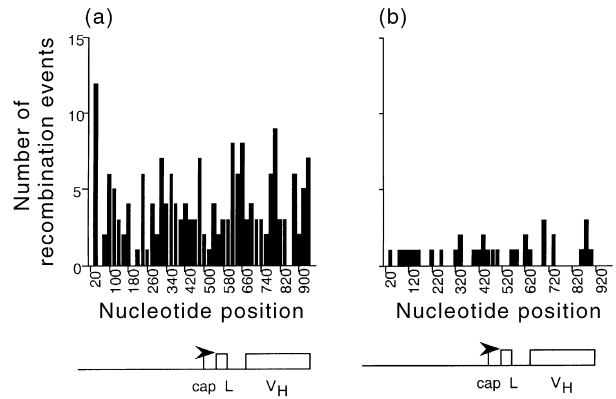 (a)
(b)
Number of
recombination events
15
10
5
0
20 100 180 260 340 420 500 580 660 740 820 900
20 120 220 320 420 520 620 720 820 920
Nucleotide position
Nucleotide position
cap L VH
cap L VH